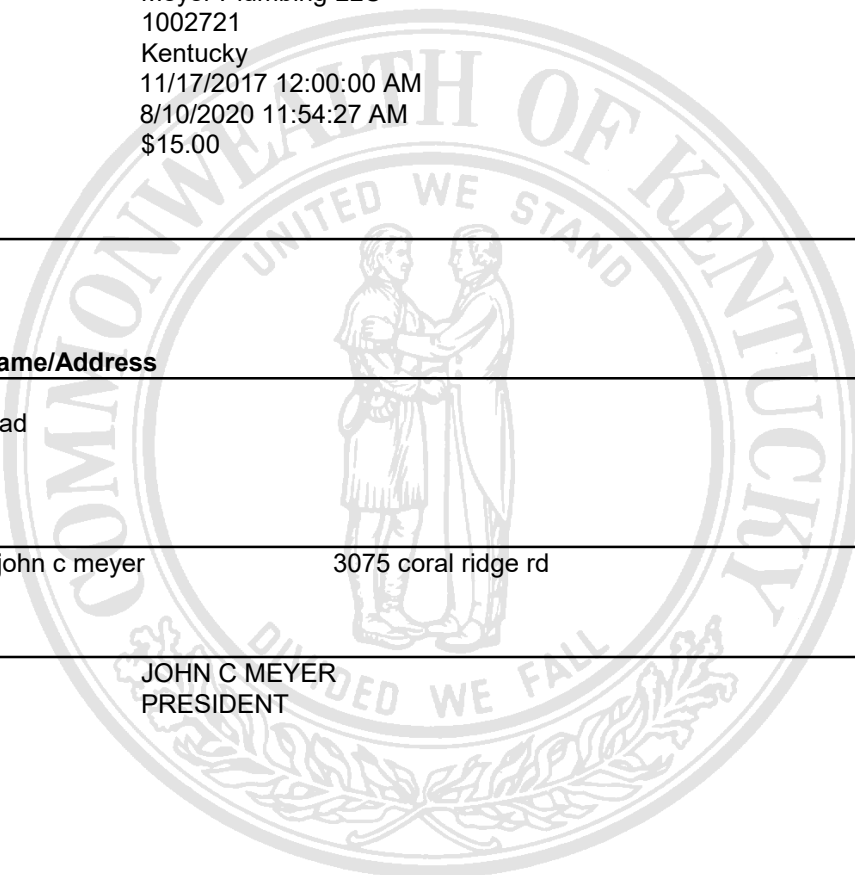 1002721
Kentucky
11/17/2017 12:00:00 AM
8/10/2020 11:54:27 AM
$15.00
COMMONWEALTH OF KENTUCKY
UNITED WE STAND
ame/Address
ad
john c meyer 3075 coral ridge rd
JOHN C MEYER
PRESIDENT
DIVIDED WE FALL